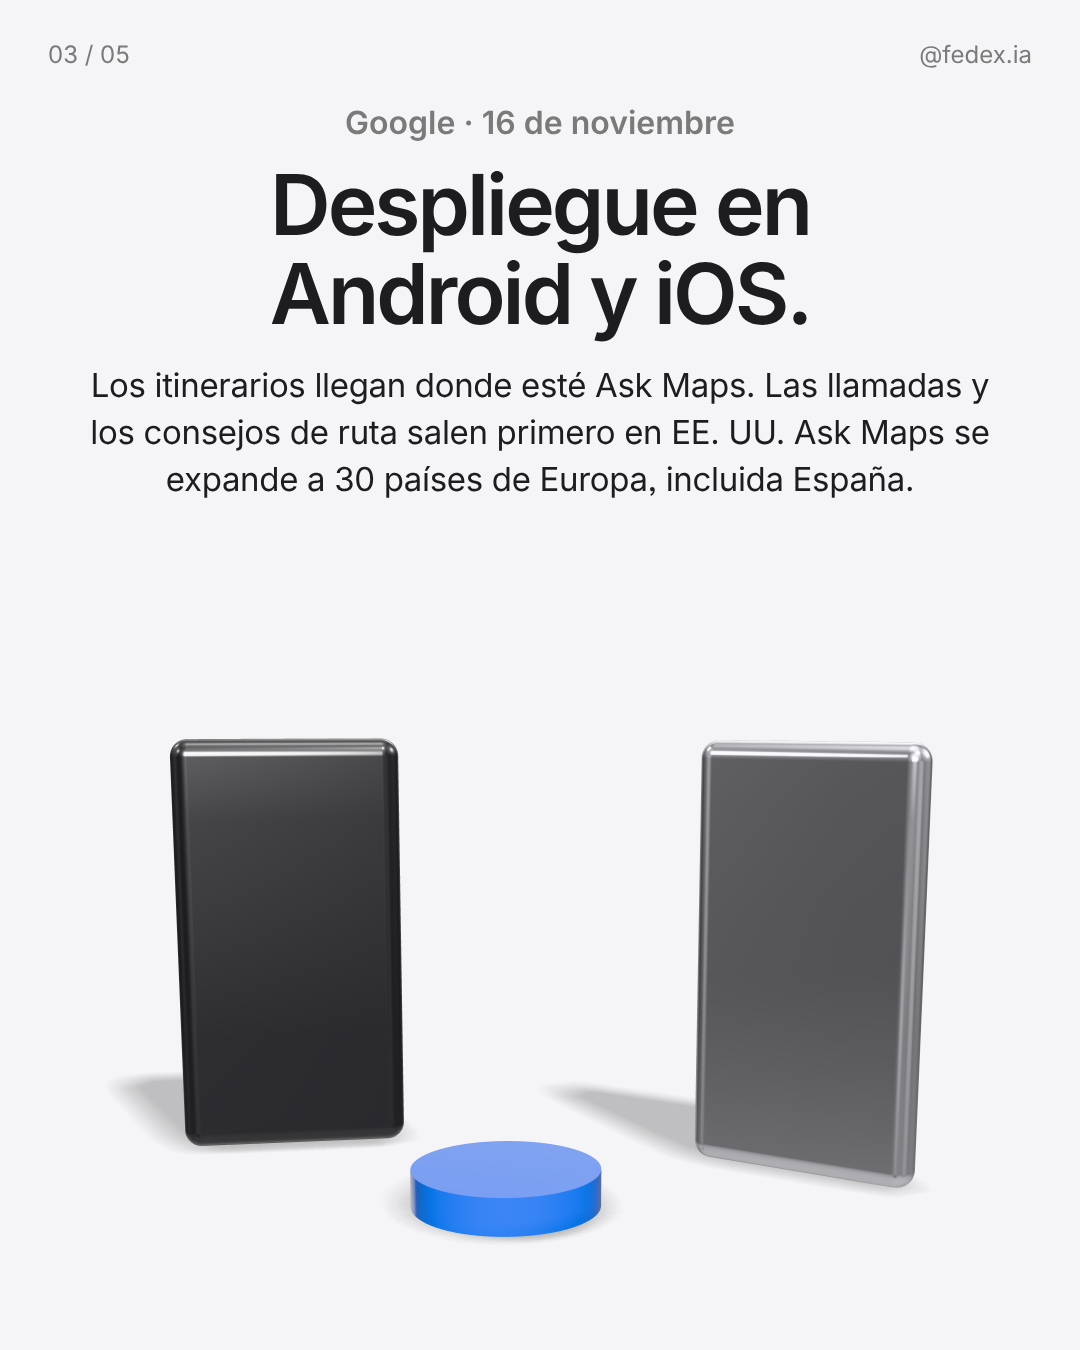 03 / 05
@fedex.ia
Google · 16 de noviembre
Despliegue en
Android y iOS.
Los itinerarios llegan donde esté Ask Maps. Las llamadas y
los consejos de ruta salen primero en EE. UU. Ask Maps se
expande a 30 países de Europa, incluida España.